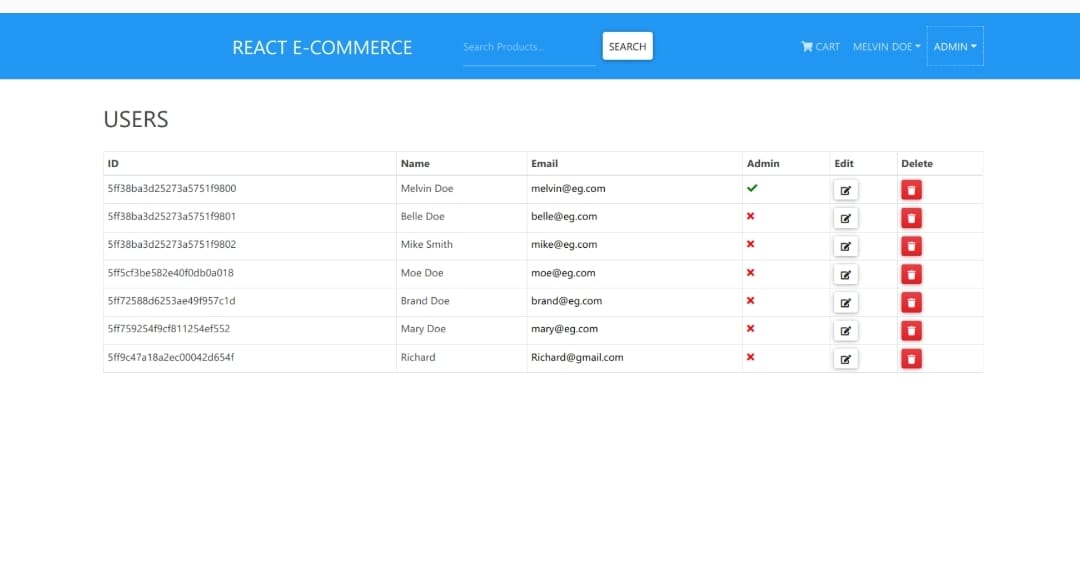 REACT E-COMMERCE Search Products... SEARCH CART MELVIN DOE ADMIN
USERS
ID Name Email Admin Edit Delete
5ff38ba3d25273a5751f9800 Melvin Doe melvin@eg.com
5ff38ba3d25273a5751f9801 Belle Doe belle@eg.com
5ff38ba3d25273a5751f9802 Mike Smith mike@eg.com
5ff5cf3be582e40f0db0a018 Moe Doe moe@eg.com
5ff72588d6253ae49f957c1d Brand Doe brand@eg.com
5ff759254f9cf811254ef552 Mary Doe mary@eg.com
5ff9c47a18a2ec00042d654f Richard Richard@gmail.com